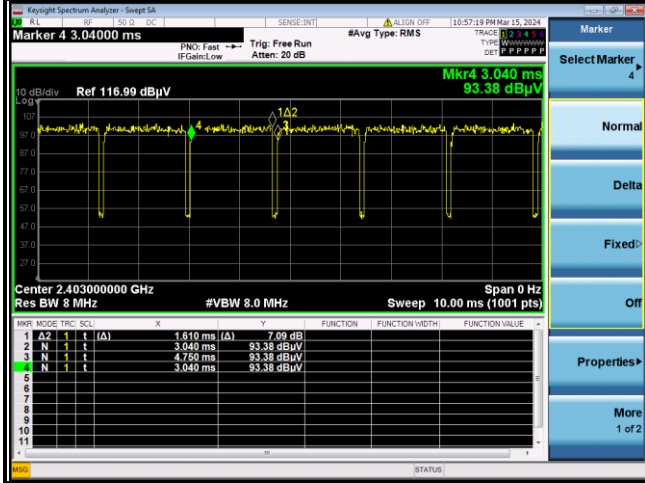 Keysight Spectrum Analyzer - Swept SA
RL RF 50 Ω DC SENSE:INT ALIGN OFF 10:57:19 PM Mar 15, 2024
Marker 4 3.04000 ms
PNO: Fast
IFGain:Low
Trig: Free Run
Atten: 20 dB
#Avg Type: RMS
TRACE 1 2 3 4 5 6
TYPE W W W W W W
DET P P P P P P
Mkr4 3.040 ms
93.38 dBµV
10 dB/div Ref 116.99 dBµV
Log
107
97.0
87.0
77.0
67.0
57.0
47.0
37.0
27.0
4
1Δ2
3
Center 2.403000000 GHz Span 0 Hz
Res BW 8 MHz #VBW 8.0 MHz Sweep 10.00 ms (1001 pts)
MKR MODE TRC SCL X Y FUNCTION FUNCTION WIDTH FUNCTION VALUE
1 Δ2 1 t (Δ) 1.610 ms (Δ) 7.09 dB
2 N 1 t 3.040 ms 93.38 dBµV
3 N 1 t 4.750 ms 93.38 dBµV
4 N 1 t 3.040 ms 93.38 dBµV
5
6
7
8
9
10
11
MSG STATUS
Marker
Select Marker
4
Normal
Delta
Fixed
Off
Properties
More
1 of 2